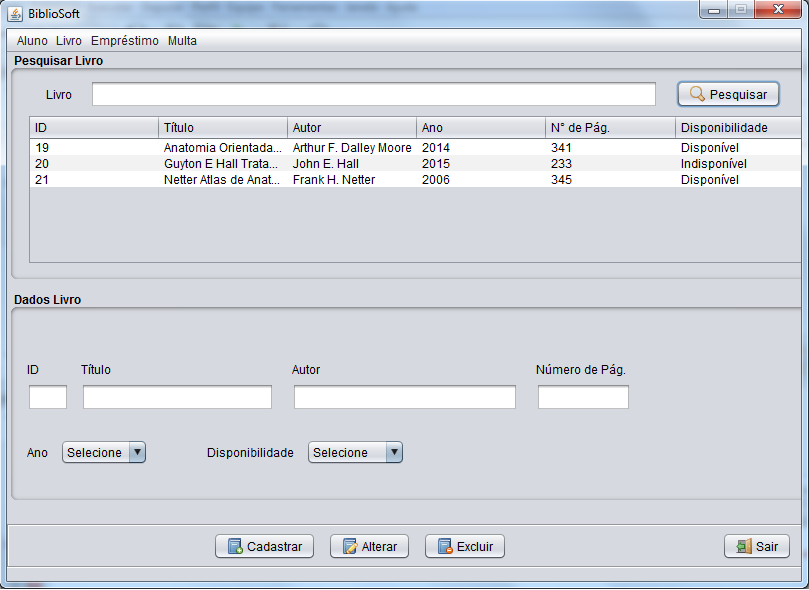 BiblioSoft
Aluno Livro Empréstimo Multa
Pesquisar Livro
Livro Pesquisar
ID Título Autor Ano N° de Pág. Disponibilidade
19 Anatomia Orientada... Arthur F. Dalley Moore 2014 341 Disponível
20 Guyton E Hall Trata... John E. Hall 2015 233 Indisponível
21 Netter Atlas de Anat... Frank H. Netter 2006 345 Disponível
Dados Livro
ID Título Autor Número de Pág.
Ano Selecione Disponibilidade Selecione
Cadastrar Alterar Excluir Sair